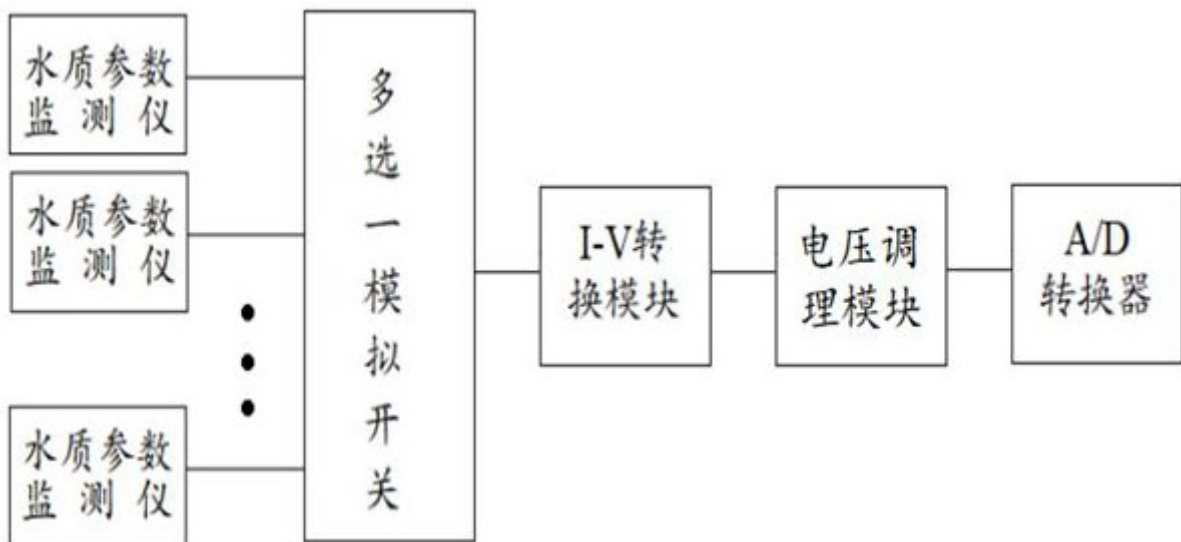 水质参数
监测仪
水质参数
监测仪
水质参数
监测仪
多
选
一
模
拟
开
关
I-V转
换模块
电压调
理模块
A/D
转换器